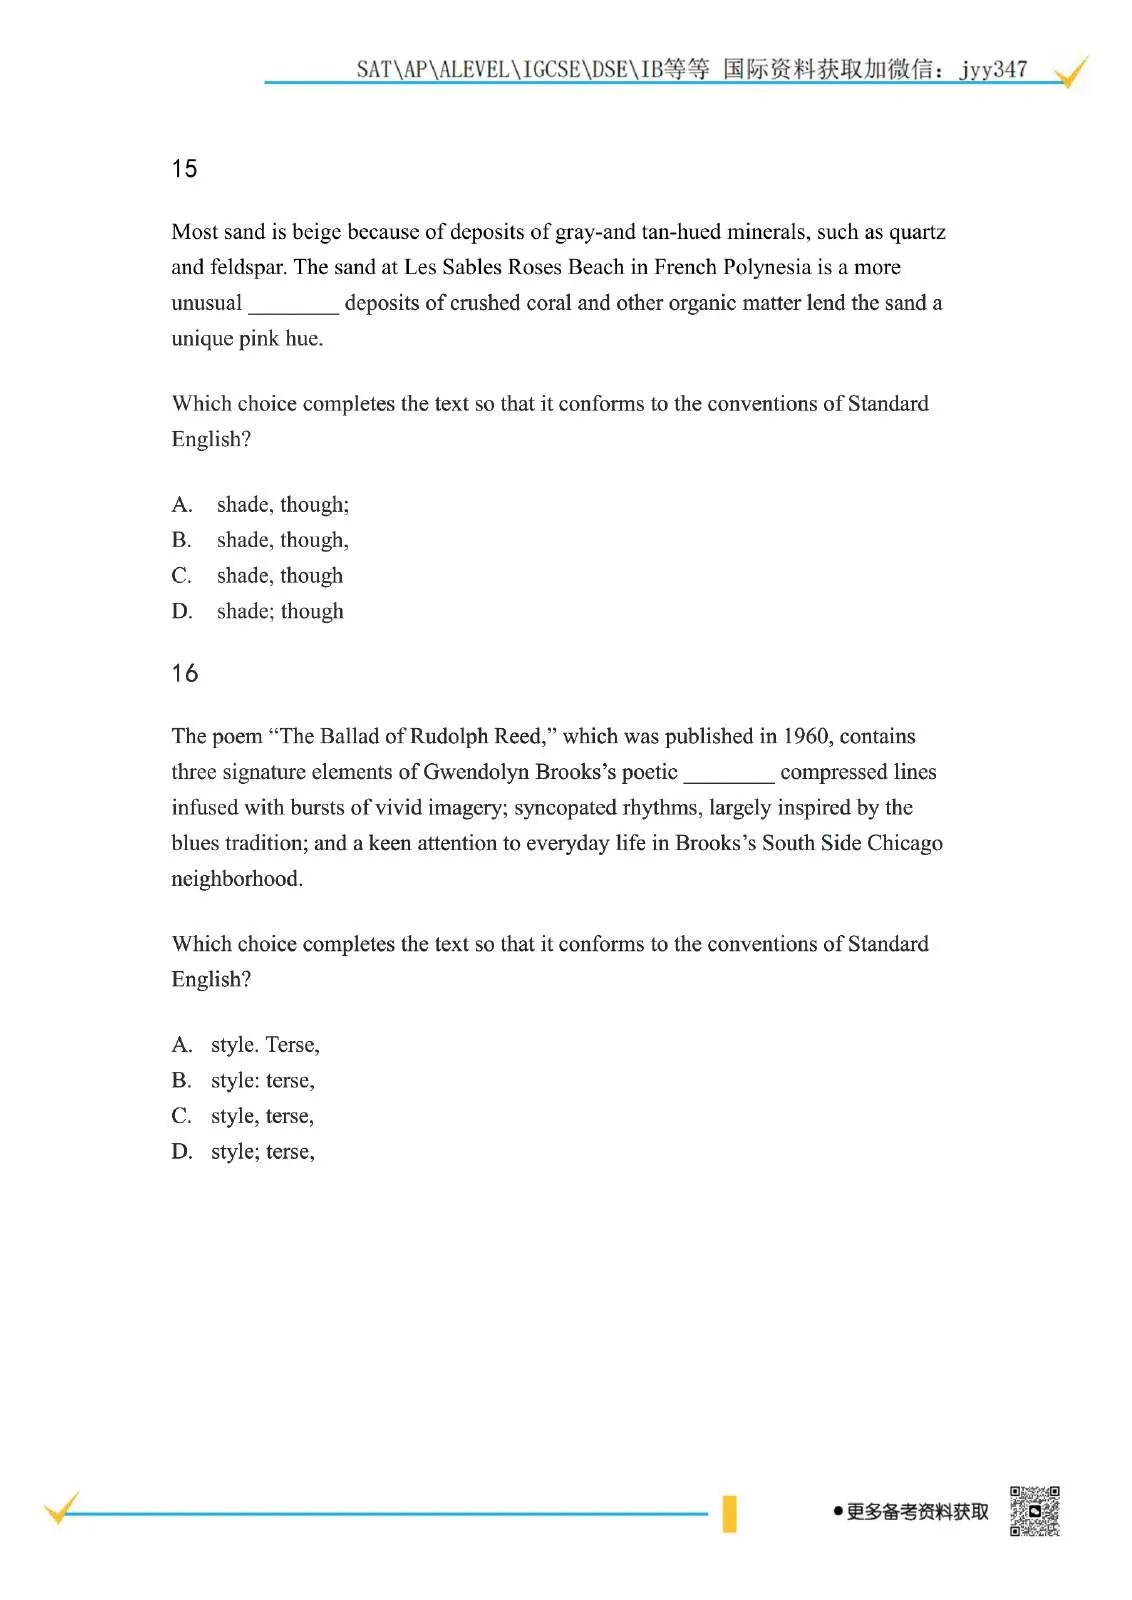 SAT\AP\ALEVEL\IGCSE\DSE\IB等等 国际资料获取加微信：jyy347
15
Most sand is beige because of deposits of gray-and tan-hued minerals, such as quartz
and feldspar. The sand at Les Sables Roses Beach in French Polynesia is a more
unusual ________ deposits of crushed coral and other organic matter lend the sand a
unique pink hue.
Which choice completes the text so that it conforms to the conventions of Standard
English?
A. shade, though;
B. shade, though,
C. shade, though
D. shade; though
16
The poem “The Ballad of Rudolph Reed,” which was published in 1960, contains
three signature elements of Gwendolyn Brooks’s poetic ________ compressed lines
infused with bursts of vivid imagery; syncopated rhythms, largely inspired by the
blues tradition; and a keen attention to everyday life in Brooks’s South Side Chicago
neighborhood.
Which choice completes the text so that it conforms to the conventions of Standard
English?
A. style. Terse,
B. style: terse,
C. style, terse,
D. style; terse,
●更多备考资料获取